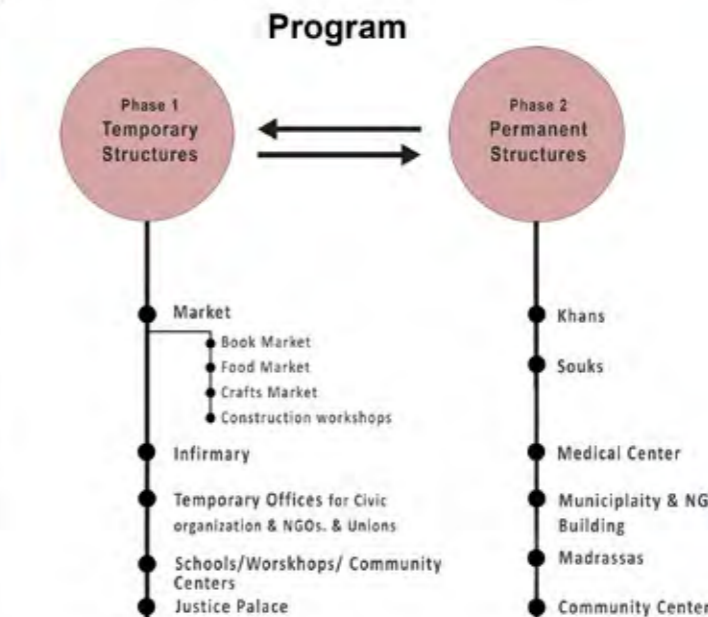 Program
Phase 1
Temporary
Structures
Market
Book Market
Food Market
Crafts Market
Construction workshops
Infirmary
Temporary Offices for Civic
organization & NGOs. & Unions
Schools/Worskhops/ Community
Centers
Justice Palace
Phase 2
Permanent
Structures
Khans
Souks
Medical Center
Municiplaity & NG
Building
Madrassas
Community Center